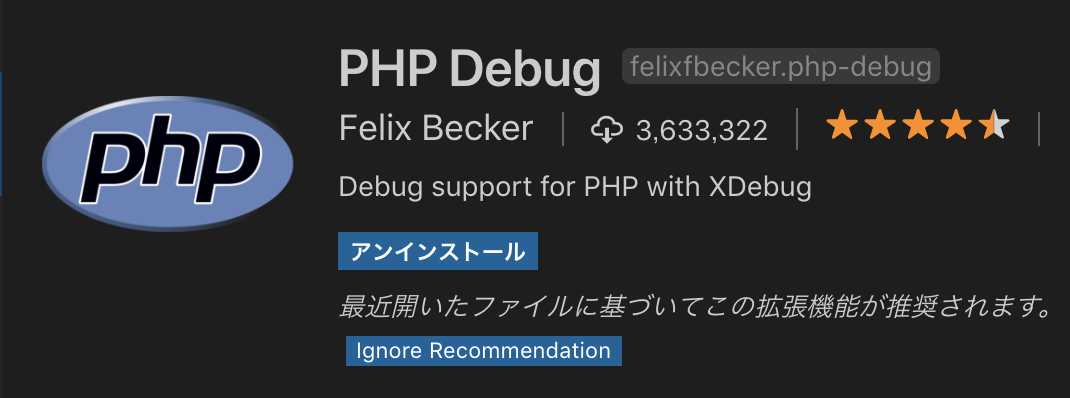 PHP Debug felixfbecker.php-debug
php
Felix Becker 3,633,322
Debug support for PHP with XDebug
アンインストール
最近開いたファイルに基づいてこの拡張機能が推奨されます。
Ignore Recommendation